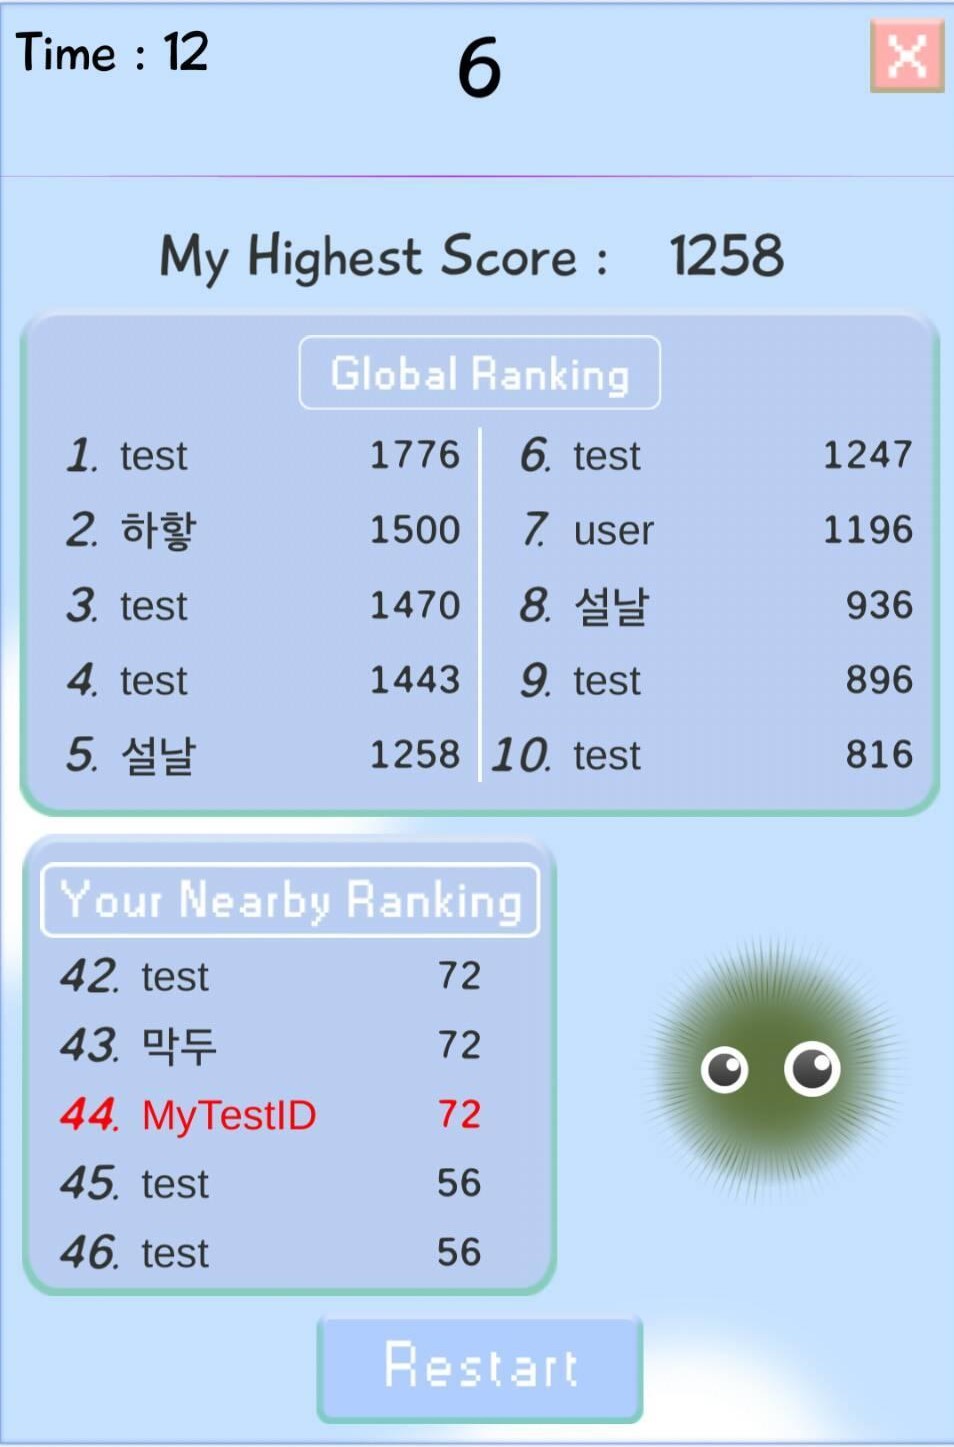 Time : 12
6
My Highest Score : 1258
Global Ranking
1. test 1776
2. 하홯 1500
3. test 1470
4. test 1443
5. 설날 1258
6. test 1247
7. user 1196
8. 설날 936
9. test 896
10. test 816
Your Nearby Ranking
42. test 72
43. 막두 72
44. MyTestID 72
45. test 56
46. test 56
Restart